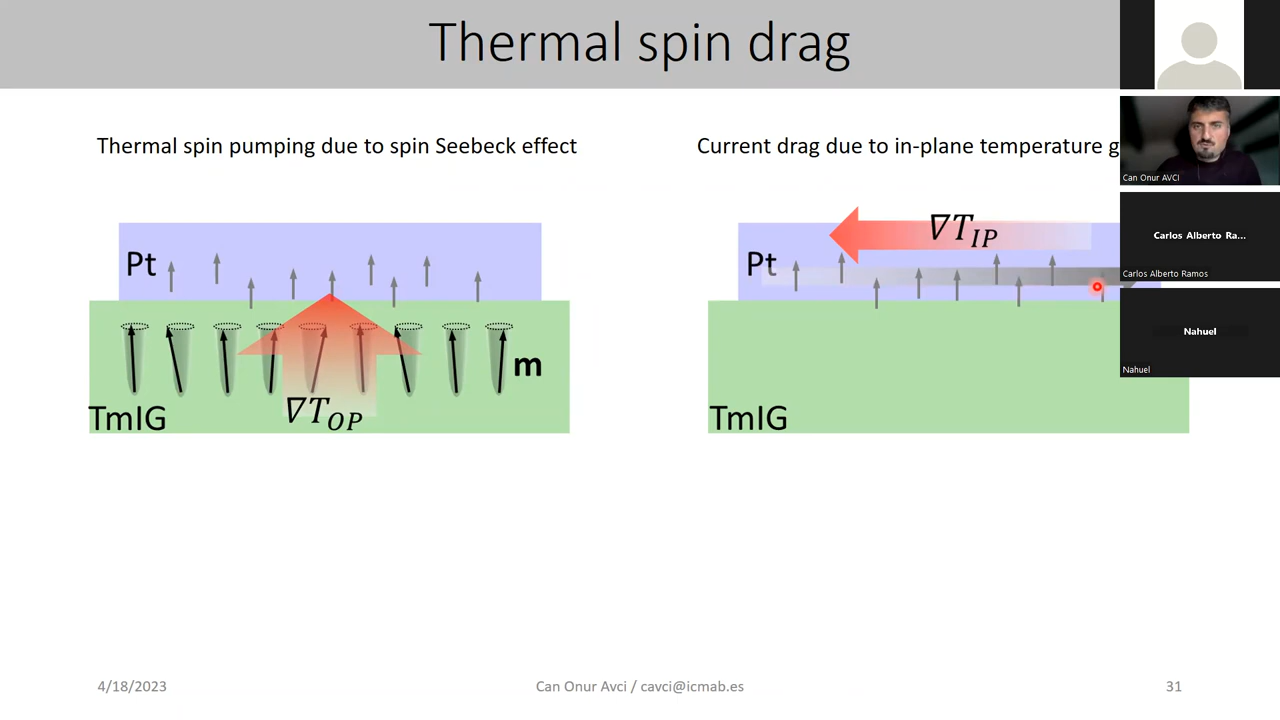 Thermal spin drag
Thermal spin pumping due to spin Seebeck effect
Current drag due to in-plane temperature g
Can Onur AVCI
Carlos Alberto Ra...
Carlos Alberto Ramos
Nahuel
Nahuel
Pt
m
TmIG
∇T_OP
∇T_IP
Pt
TmIG
4/18/2023
Can Onur Avci / cavci@icmab.es
31